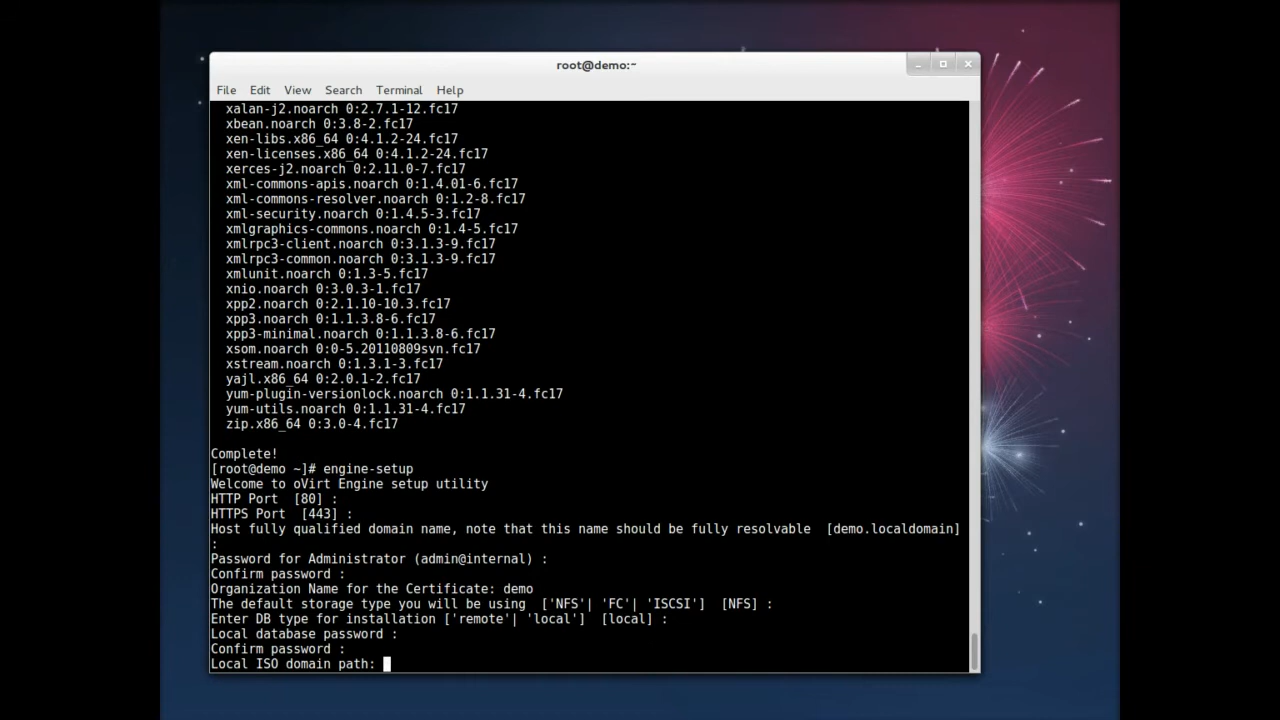 root@demo:~
File Edit View Search Terminal Help
xalan-j2.noarch 0:2.7.1-12.fc17
xbean.noarch 0:3.8-2.fc17
xen-libs.x86_64 0:4.1.2-24.fc17
xen-licenses.x86_64 0:4.1.2-24.fc17
xerces-j2.noarch 0:2.11.0-7.fc17
xml-commons-apis.noarch 0:1.4.01-6.fc17
xml-commons-resolver.noarch 0:1.2-8.fc17
xml-security.noarch 0:1.4.5-3.fc17
xmlgraphics-commons.noarch 0:1.4-5.fc17
xmlrpc3-client.noarch 0:3.1.3-9.fc17
xmlrpc3-common.noarch 0:3.1.3-9.fc17
xmlunit.noarch 0:1.3-5.fc17
xnio.noarch 0:3.0.3-1.fc17
xpp2.noarch 0:2.1.10-10.3.fc17
xpp3.noarch 0:1.1.3.8-6.fc17
xpp3-minimal.noarch 0:1.1.3.8-6.fc17
xsom.noarch 0:0-5.20110809svn.fc17
xstream.noarch 0:1.3.1-3.fc17
yajl.x86_64 0:2.0.1-2.fc17
yum-plugin-versionlock.noarch 0:1.1.31-4.fc17
yum-utils.noarch 0:1.1.31-4.fc17
zip.x86_64 0:3.0-4.fc17
Complete!
[root@demo ~]# engine-setup
Welcome to oVirt Engine setup utility
HTTP Port  [80] :
HTTPS Port  [443] :
Host fully qualified domain name, note that this name should be fully resolvable  [demo.localdomain]
:
Password for Administrator (admin@internal) :
Confirm password :
Organization Name for the Certificate: demo
The default storage type you will be using  ['NFS'| 'FC'| 'ISCSI']  [NFS] :
Enter DB type for installation ['remote'| 'local']  [local] :
Local database password :
Confirm password :
Local ISO domain path: